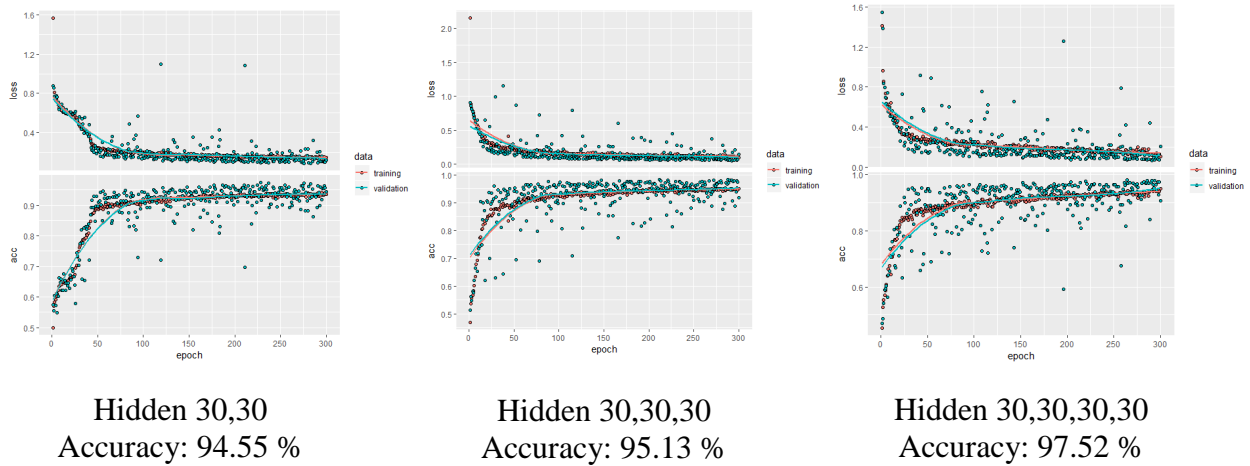 1.6
1.2
loss
0.8
0.4
data
training
validation
0.9
0.8
acc
0.7
0.6
0.5
0 50 100 150 200 250 300
epoch
Hidden 30,30
Accuracy: 94.55 %
2.0
1.5
loss
1.0
0.5
0.0
data
training
validation
1.0
0.9
0.8
acc
0.7
0.6
0.5
0 50 100 150 200 250 300
epoch
Hidden 30,30,30
Accuracy: 95.13 %
1.6
1.2
loss
0.8
0.4
0.0
data
training
validation
1.0
0.8
acc
0.6
0 50 100 150 200 250 300
epoch
Hidden 30,30,30,30
Accuracy: 97.52 %